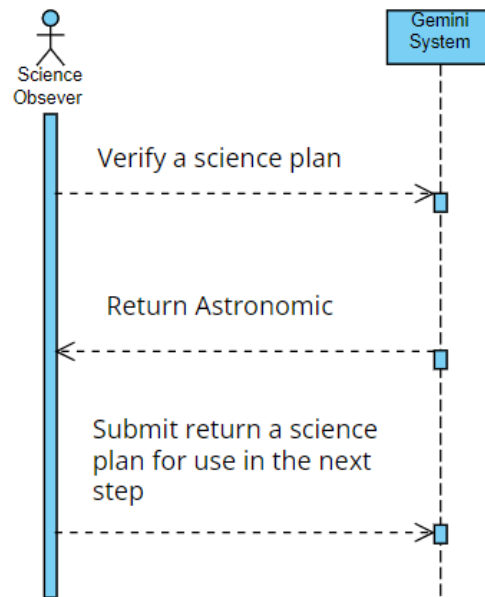 Gemini
System
Science
Obsever
Verify a science plan
Return Astronomic
Submit return a science
plan for use in the next
step